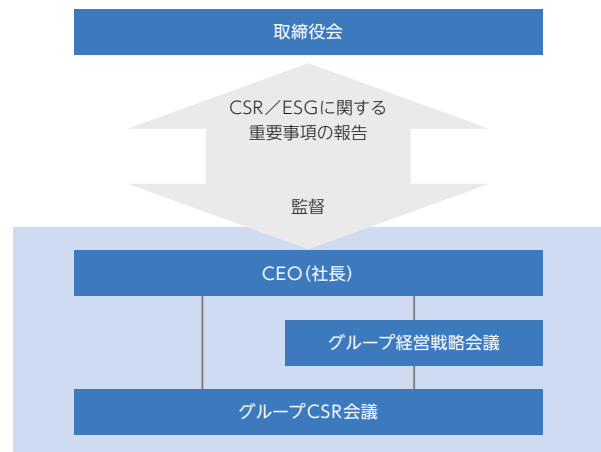 取締役会
CSR／ESGに関する
重要事項の報告
監督
CEO(社長)
グループ経営戦略会議
グループCSR会議